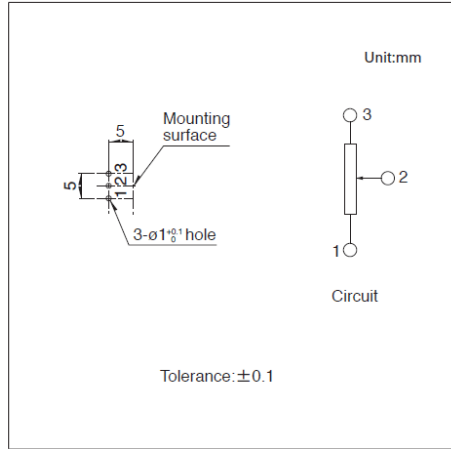 Unit:mm
5
Mounting
surface
3
5
1 2 3
2
3-ø1+0.1 0 hole
1
Circuit
Tolerance:±0.1